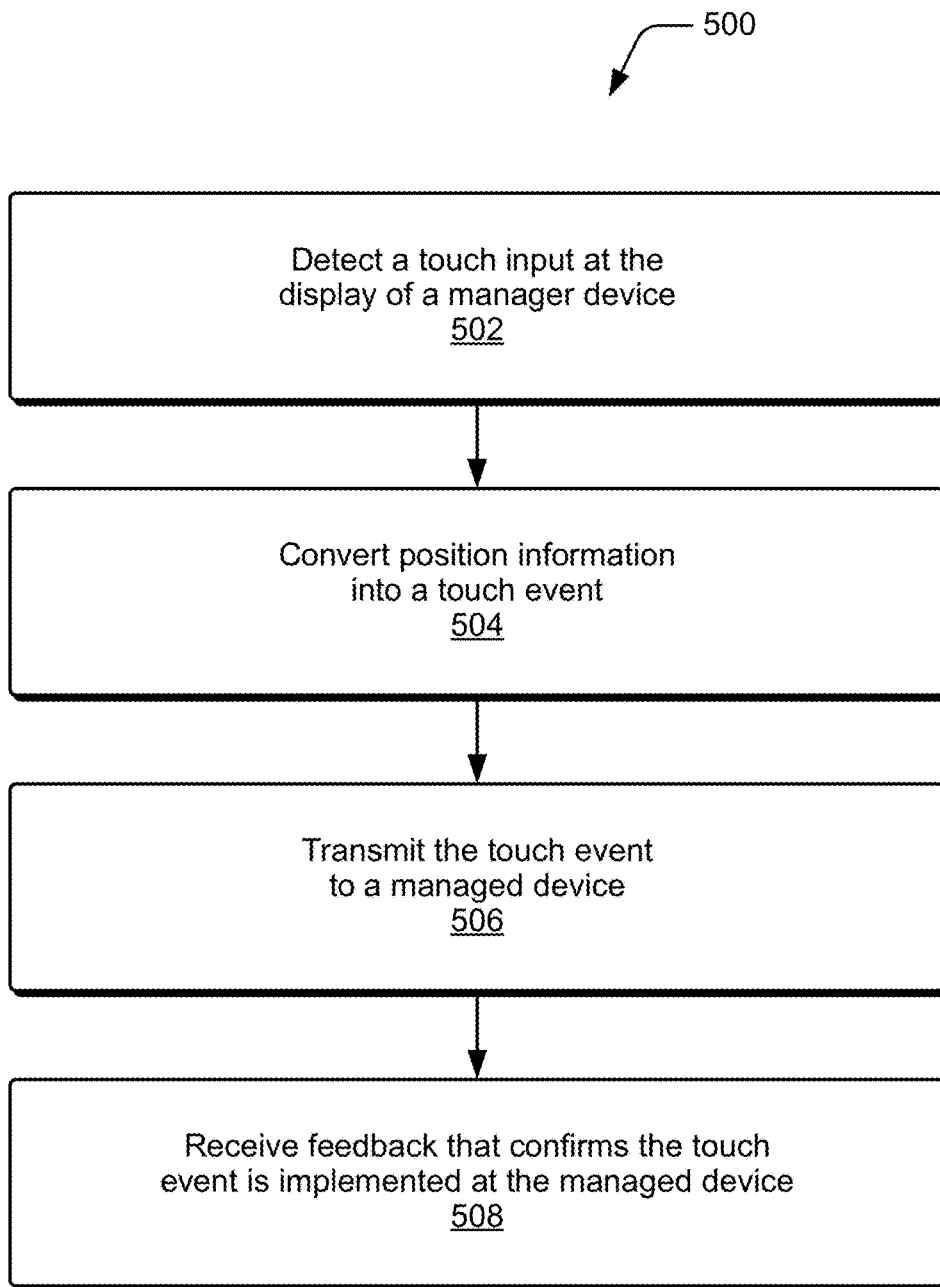 500
Detect a touch input at the
display of a manager device
502
Convert position information
into a touch event
504
Transmit the touch event
to a managed device
506
Receive feedback that confirms the touch
event is implemented at the managed device
508